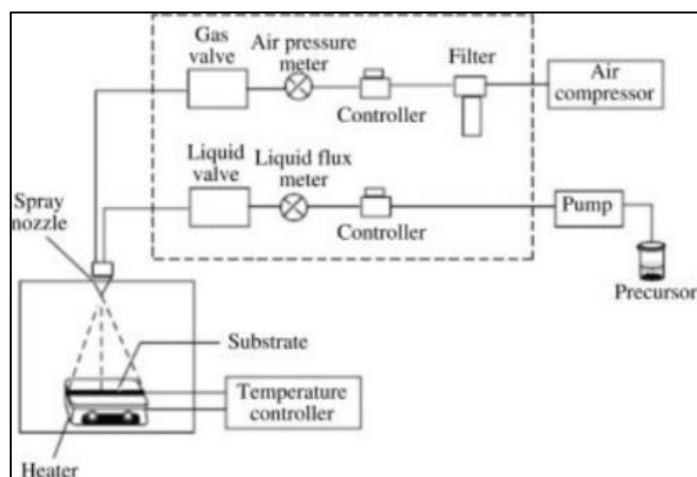 Gas
valve
Air pressure
meter
Controller
Filter
Air
compressor
Liquid
valve
Liquid flux
meter
Controller
Pump
Precursor
Spray
nozzle
Substrate
Temperature
controller
Heater